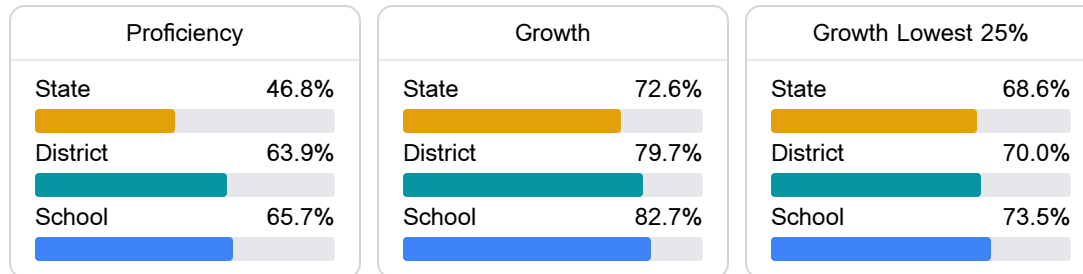 Proficiency
State 46.8%
District 63.9%
School 65.7%
Growth
State 72.6%
District 79.7%
School 82.7%
Growth Lowest 25%
State 68.6%
District 70.0%
School 73.5%